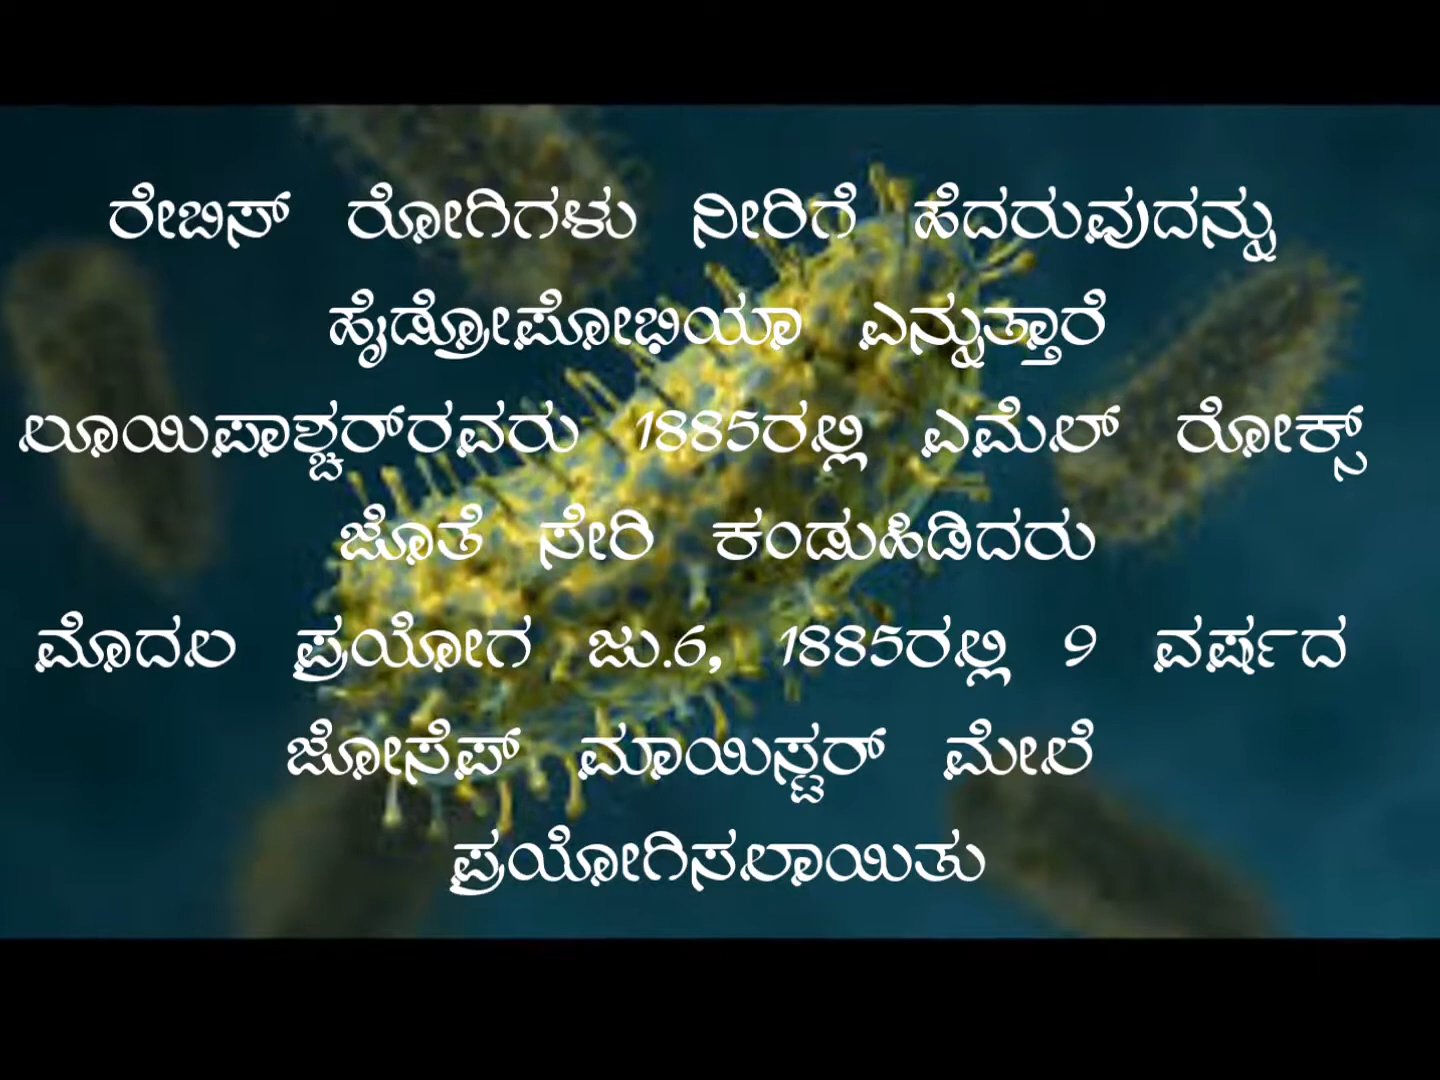 ರೇಬಿಸ್ ರೋಗಿಗಳು ನೀರಿಗೆ ಹೆದರುವುದನ್ನು
ಹೈಡ್ರೋಪೋಭಿಯಾ ಎನ್ನುತ್ತಾರೆ
ಲೂಯಿಪಾಶ್ಚರ್‌ರವರು 1885ರಲ್ಲಿ ಎಮೆಲ್ ರೋಕ್ಸ್
ಜೊತೆ ಸೇರಿ ಕಂಡುಹಿಡಿದರು
ಮೊದಲ ಪ್ರಯೋಗ ಜು.6, 1885ರಲ್ಲಿ 9 ವರ್ಷದ
ಜೋಸೆಪ್ ಮಾಯಿಸ್ಟರ್ ಮೇಲೆ
ಪ್ರಯೋಗಿಸಲಾಯಿತು